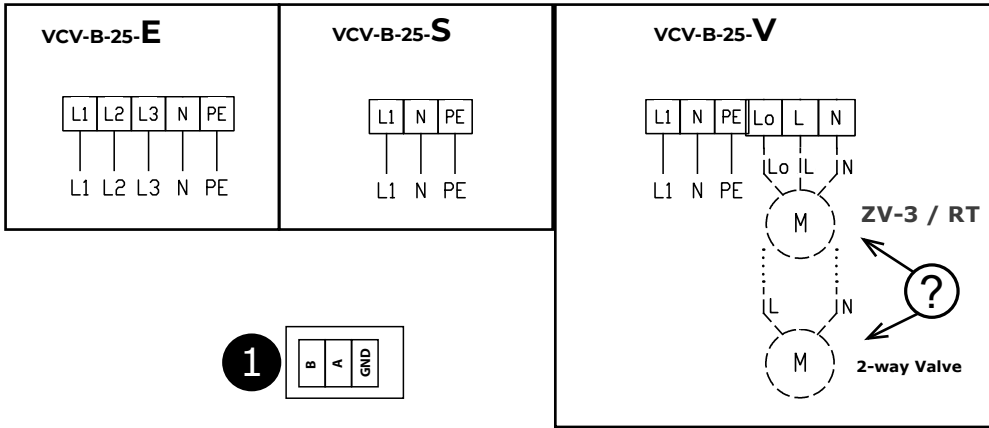 VCV-B-25-E
L1 L2 L3 N PE
L1 L2 L3 N PE
VCV-B-25-S
L1 N PE
L1 N PE
VCV-B-25-V
L1 N PE Lo L N
Lo L N
L1 N PE
M
ZV-3 / RT
?
L N
M
2-way Valve
1
B A GND